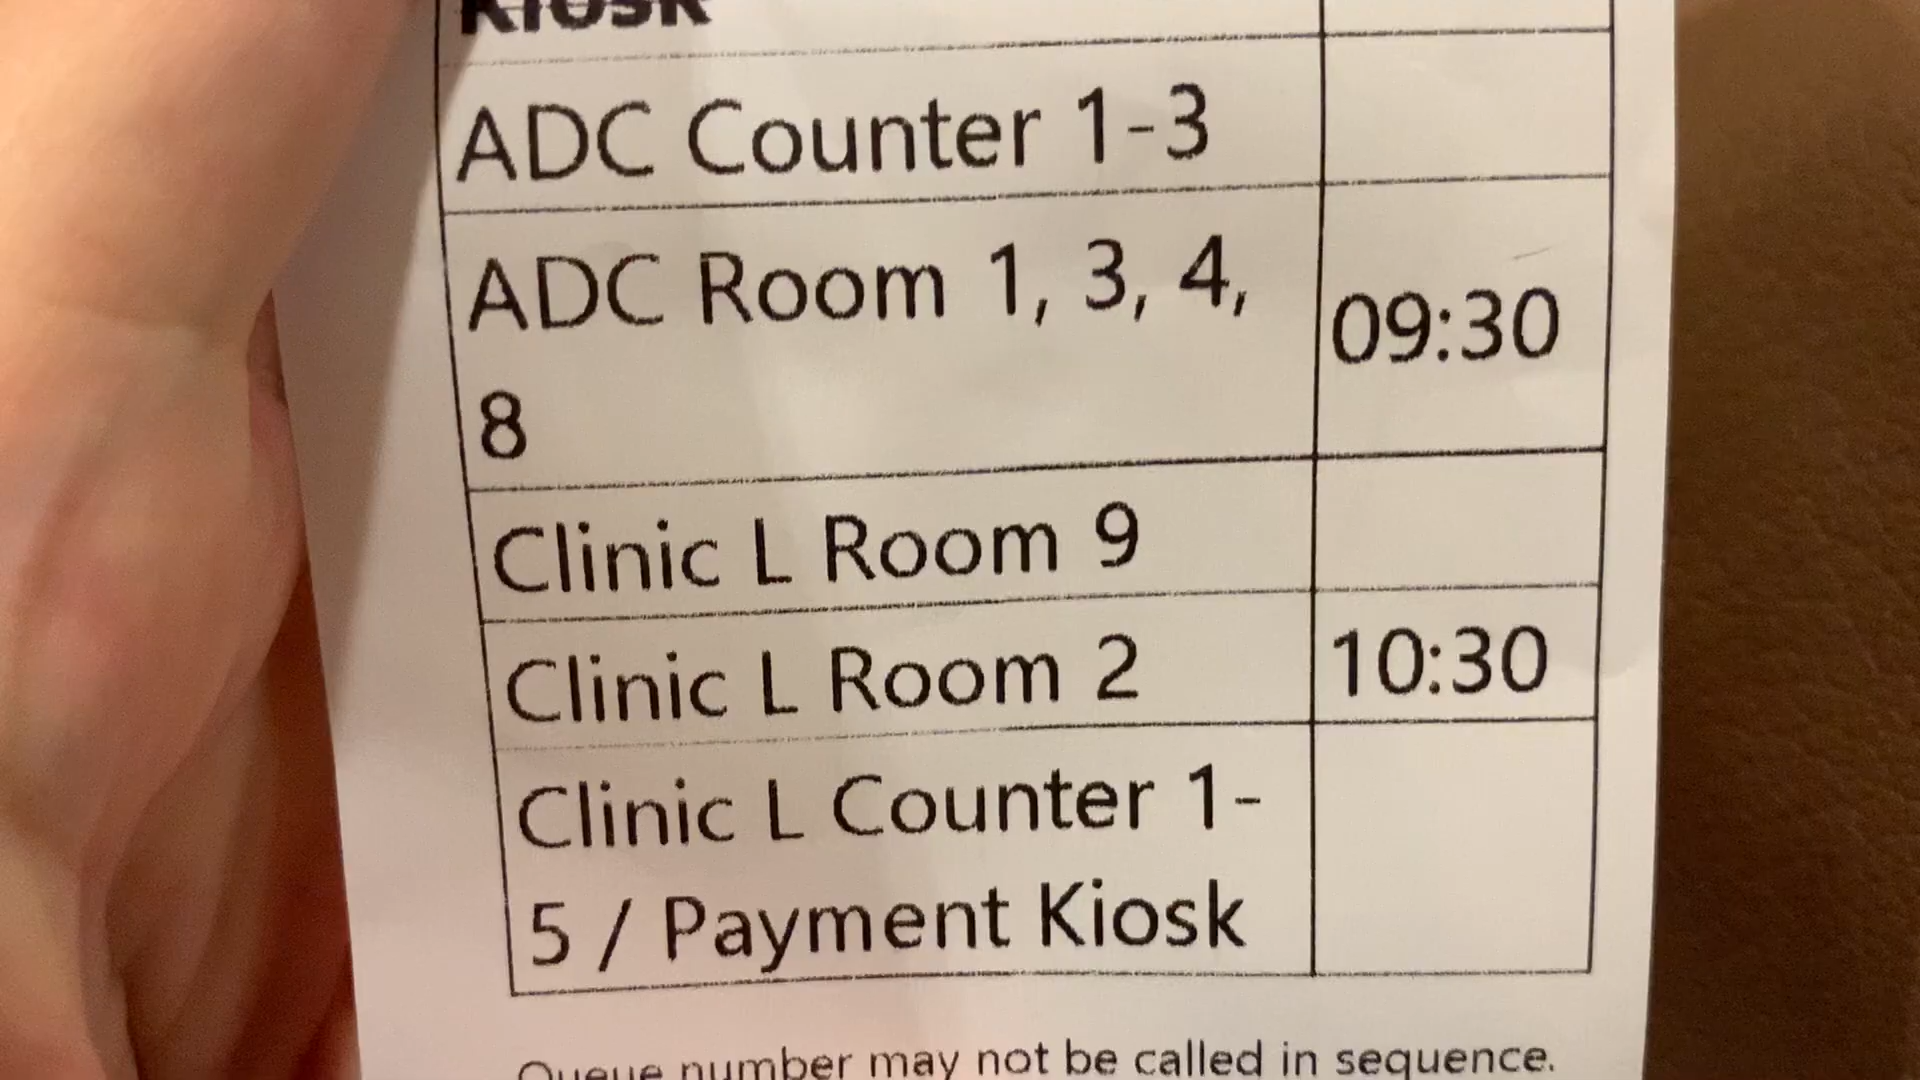 Kiosk
ADC Counter 1-3
ADC Room 1, 3, 4,
8
09:30
Clinic L Room 9
Clinic L Room 2
10:30
Clinic L Counter 1-
5 / Payment Kiosk
Queue number may not be called in sequence.